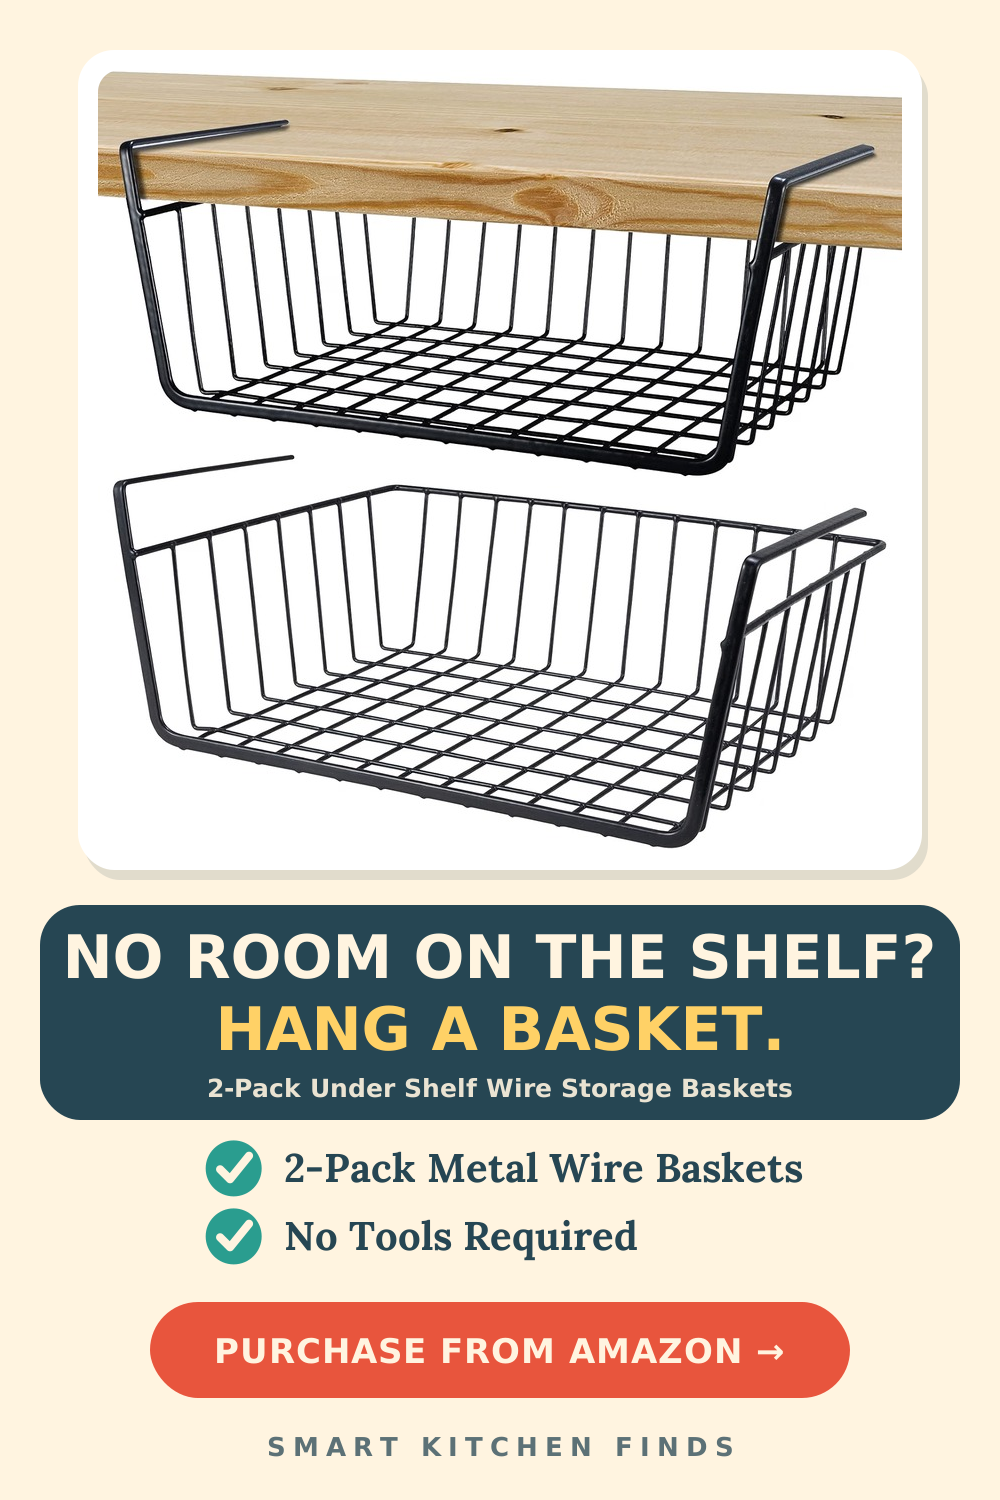 NO ROOM ON THE SHELF?
HANG A BASKET.
2-Pack Under Shelf Wire Storage Baskets
2-Pack Metal Wire Baskets
No Tools Required
PURCHASE FROM AMAZON →
SMART KITCHEN FINDS